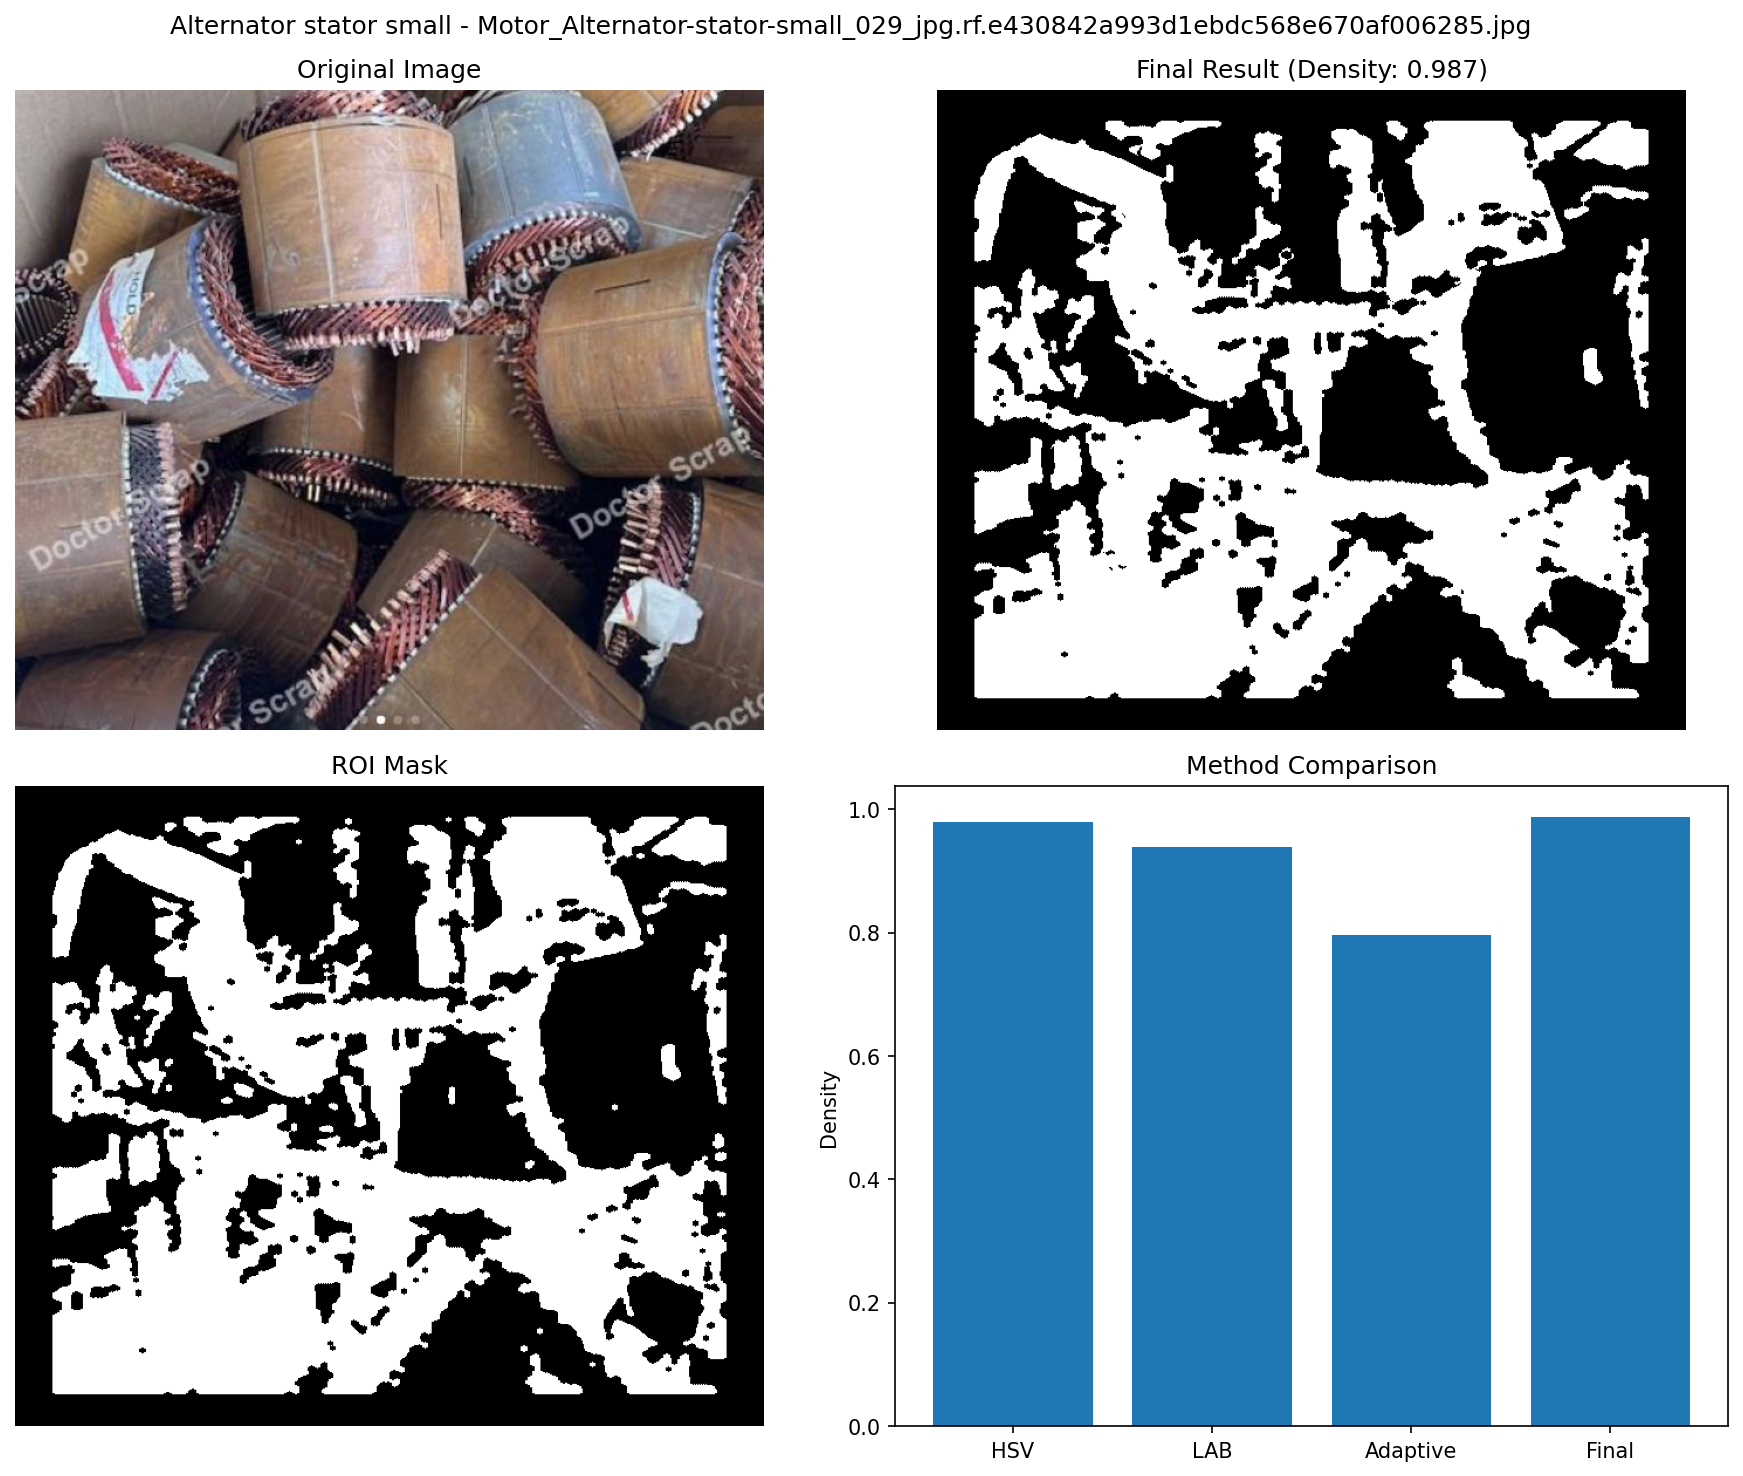 Alternator stator small - Motor_Alternator-stator-small_029_jpg.rf.e430842a993d1ebdc568e670af006285.jpg
Original Image
Scrap
HOLD
Doctor Scrap
Doctor Scrap
Doctor Scrap
Doctor Scrap
Docto
Final Result (Density: 0.987)
ROI Mask
Method Comparison
Density
1.0
0.8
0.6
0.4
0.2
0.0
HSV
LAB
Adaptive
Final